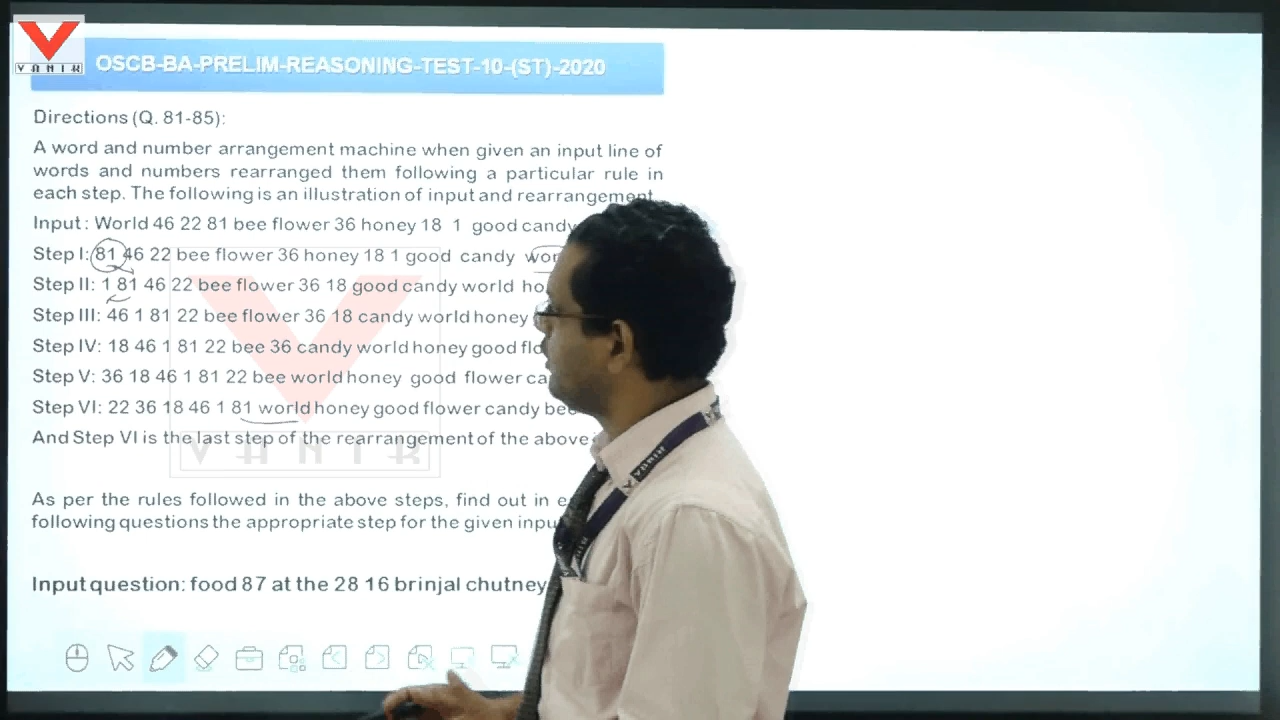 VANIK
OSCB-BA-PRELIM-REASONING-TEST-10-(ST)-2020
Directions (Q. 81-85):
A word and number arrangement machine when given an input line of
words and numbers rearranged them following a particular rule in
each step. The following is an illustration of input and rearrangement.
Input : World 46 22 81 bee flower 36 honey 18 1 good candy
Step I: 81 46 22 bee flower 36 honey 18 1 good candy
Step II: 1 81 46 22 bee flower 36 18 good candy world
Step III: 46 1 81 22 bee flower 36 18 candy world honey
Step IV: 18 46 1 81 22 bee 36 candy world honey good
Step V: 36 18 46 1 81 22 bee world honey good flower
Step VI: 22 36 18 46 1 81 world honey good flower candy bee
And Step VI is the last step of the rearrangement of the above
VANIK
As per the rules followed in the above steps, find out in
following questions the appropriate step for the given
Input question: food 87 at the 28 16 brinjal chutney
VANIK